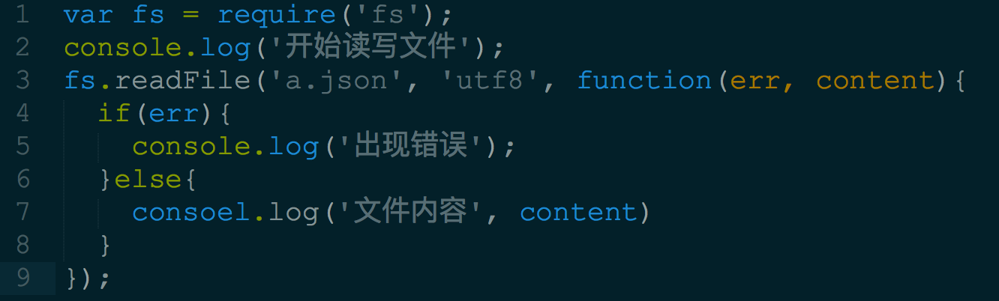 1 var fs = require('fs');
2 console.log('开始读写文件');
3 fs.readFile('a.json', 'utf8', function(err, content){
4   if(err){
5     console.log('出现错误');
6   }else{
7     consoel.log('文件内容', content)
8   }
9 });